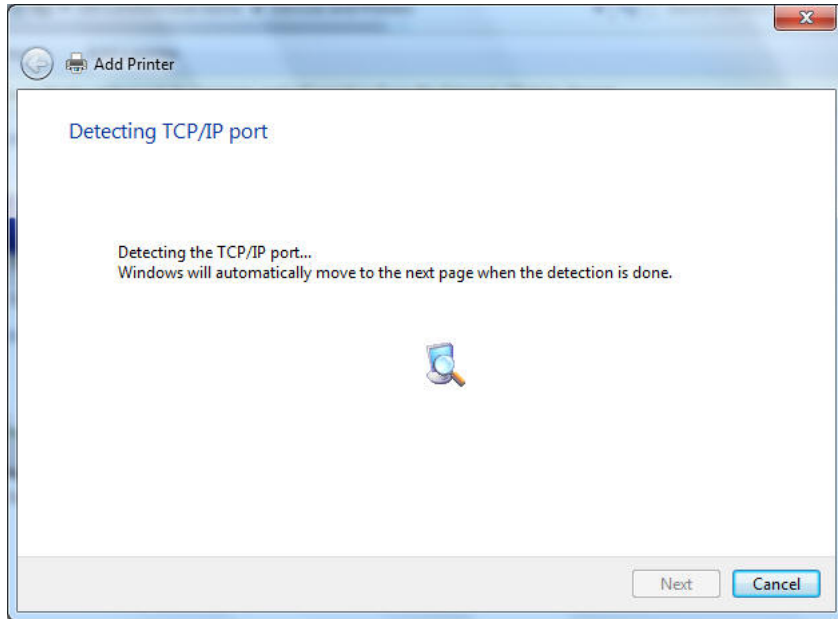 Add Printer
Detecting TCP/IP port
Detecting the TCP/IP port...
Windows will automatically move to the next page when the detection is done.
Next
Cancel